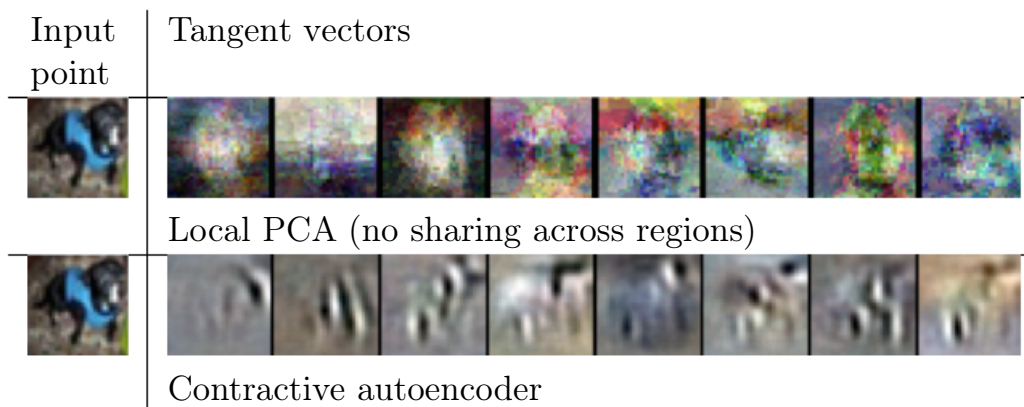 Input
point
Tangent vectors
Local PCA (no sharing across regions)
Contractive autoencoder